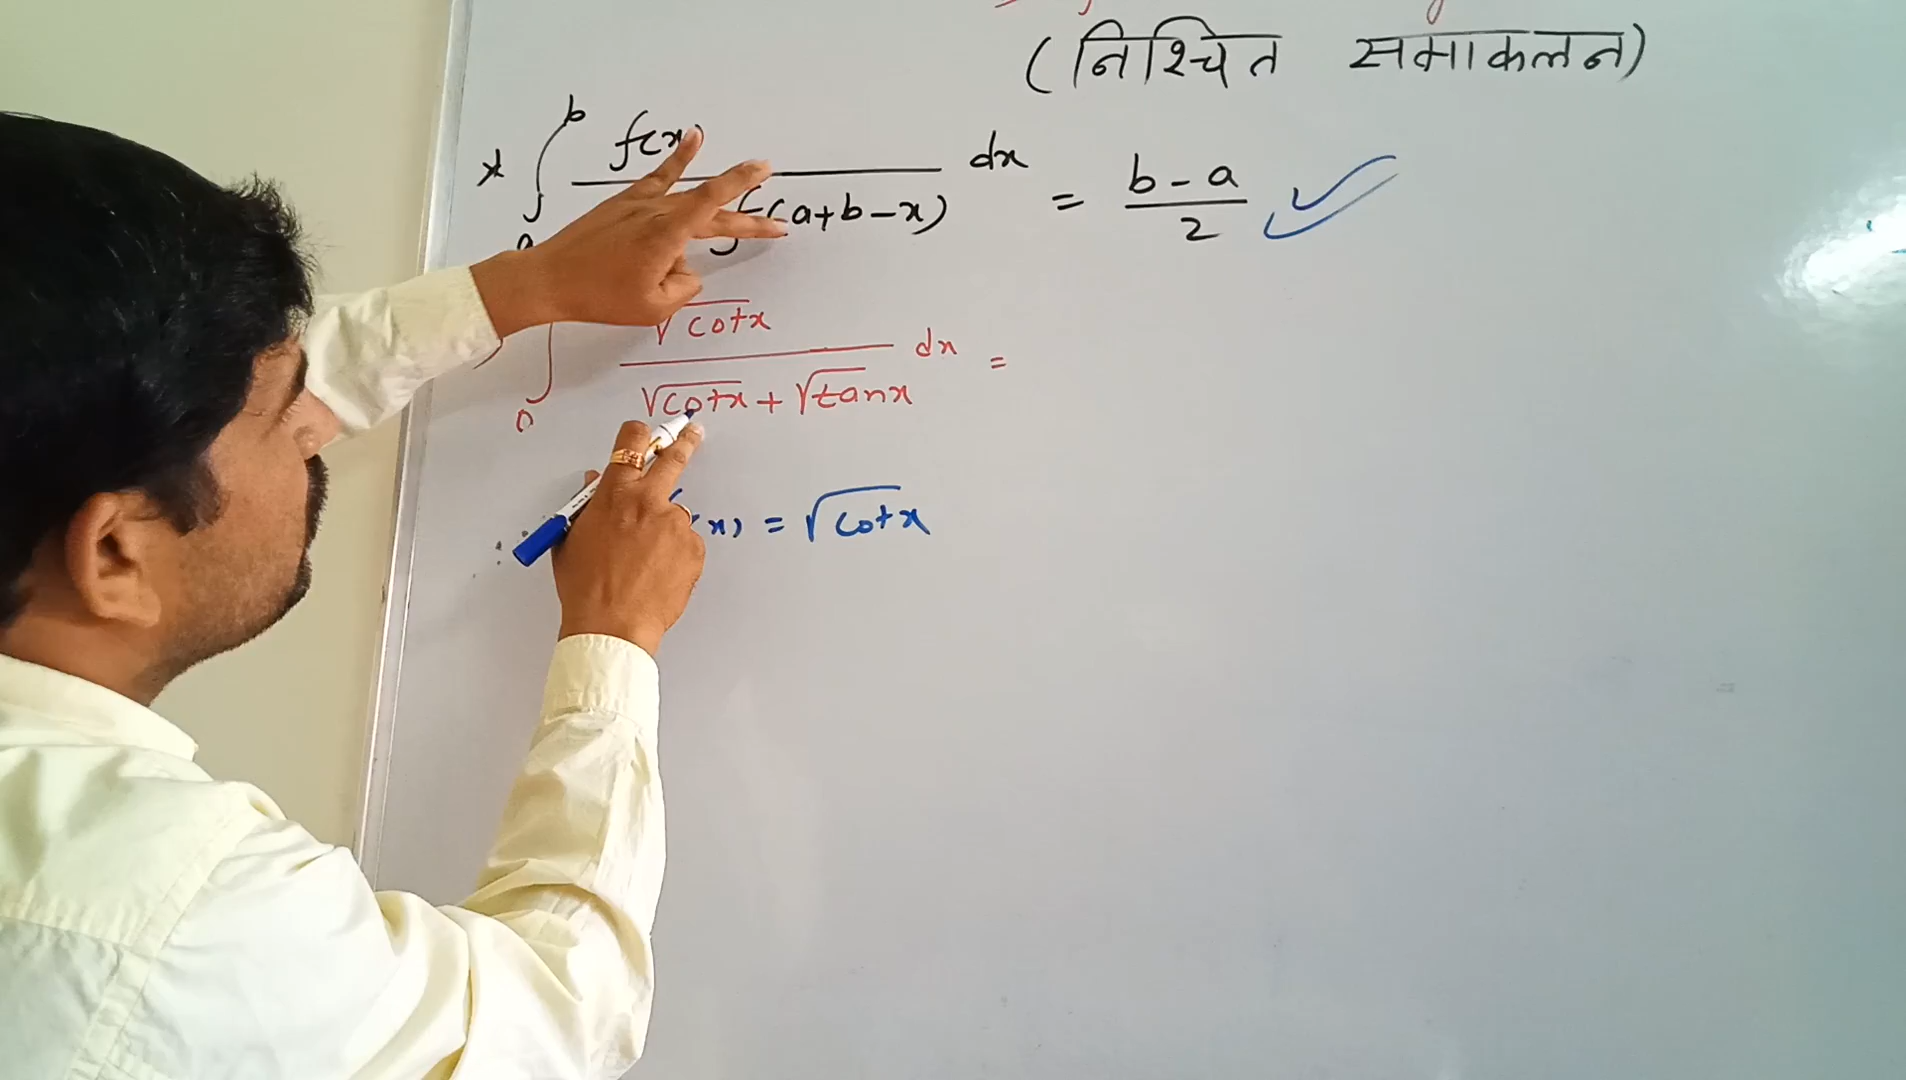 (निश्चित समाकलन)
* ∫ b f(x) f(a+b-x) dx = b-a/2
∫ 0 √cotx / √cotx + √tanx dx =
(x) = √cotx